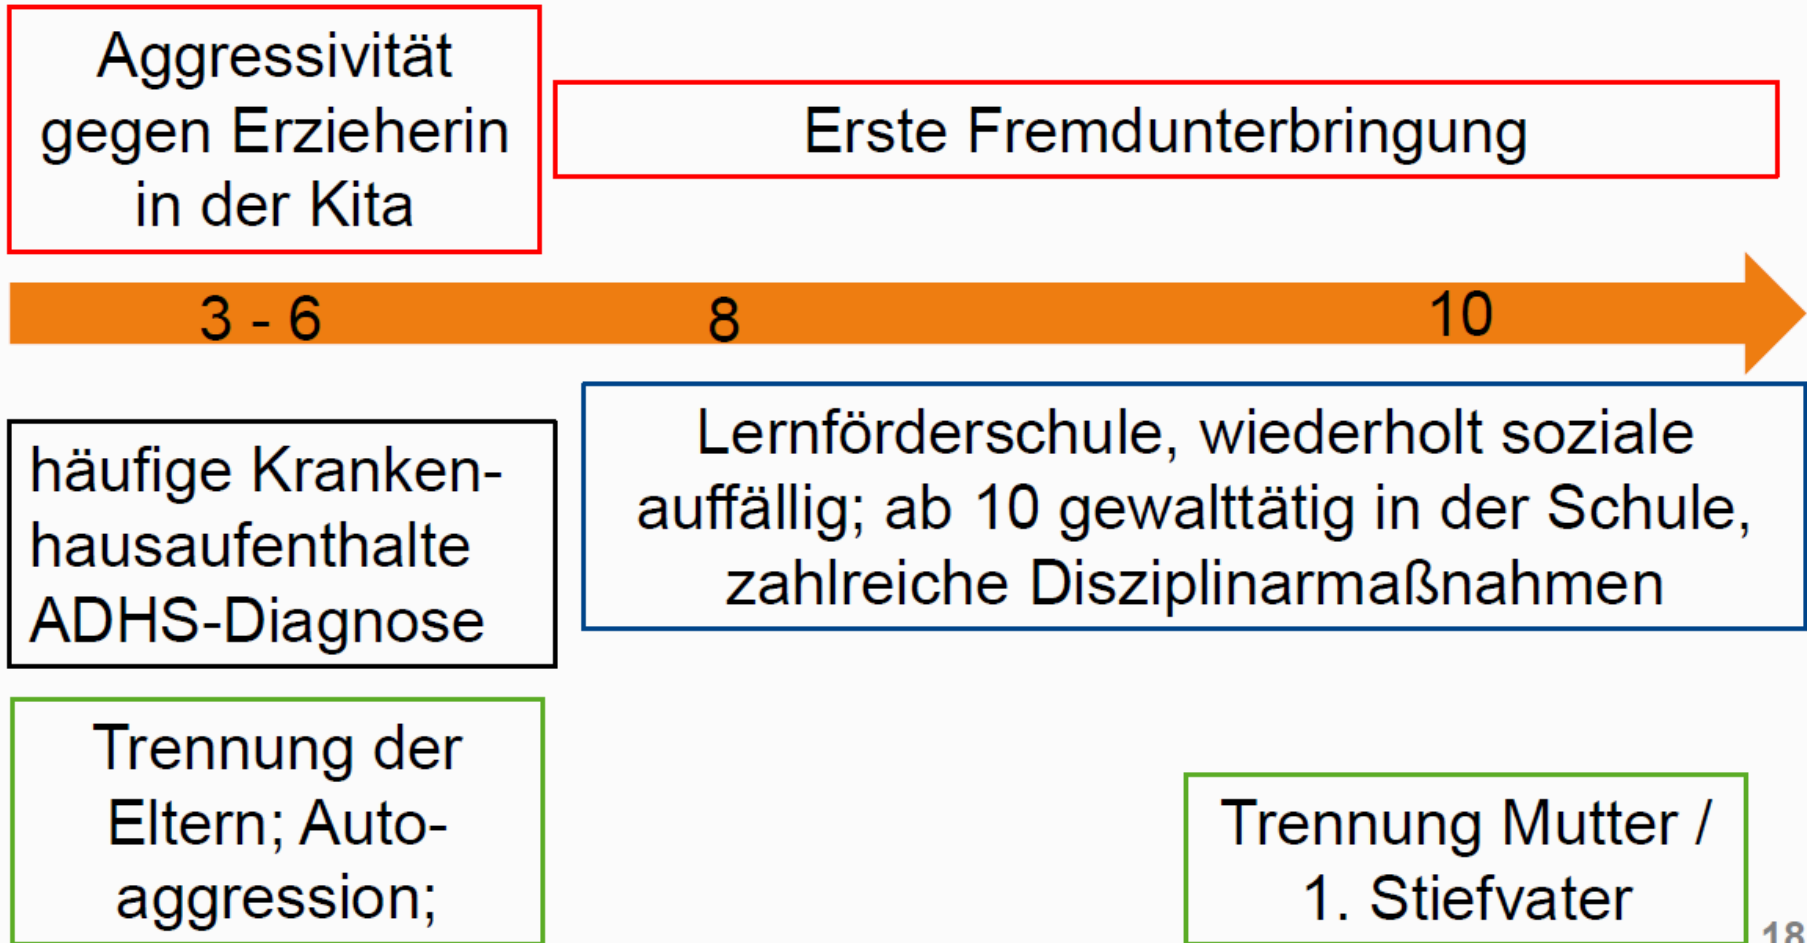 Aggressivität
gegen Erzieherin
in der Kita
Erste Fremdunterbringung
3 - 6
8
10
häufige Kranken-
hausaufenthalte
ADHS-Diagnose
Lernförderschule, wiederholt soziale
auffällig; ab 10 gewalttätig in der Schule,
zahlreiche Disziplinarmaßnahmen
Trennung der
Eltern; Auto-
aggression;
Trennung Mutter /
1. Stiefvater
18